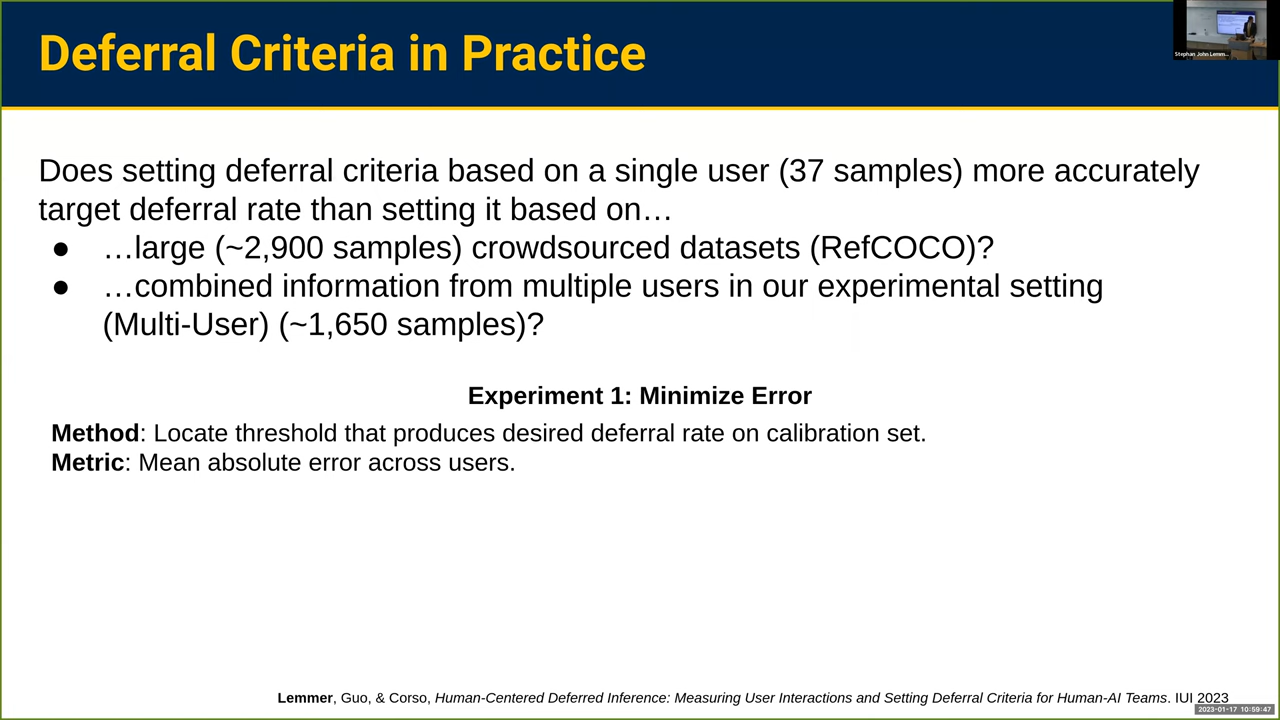 Deferral Criteria in Practice
Stephan John Lemm...
Does setting deferral criteria based on a single user (37 samples) more accurately
target deferral rate than setting it based on…
● …large (~2,900 samples) crowdsourced datasets (RefCOCO)?
● …combined information from multiple users in our experimental setting
(Multi-User) (~1,650 samples)?
Experiment 1: Minimize Error
Method: Locate threshold that produces desired deferral rate on calibration set.
Metric: Mean absolute error across users.
Lemmer, Guo, & Corso, Human-Centered Deferred Inference: Measuring User Interactions and Setting Deferral Criteria for Human-AI Teams. IUI 2023
2023-01-17 10:59:47